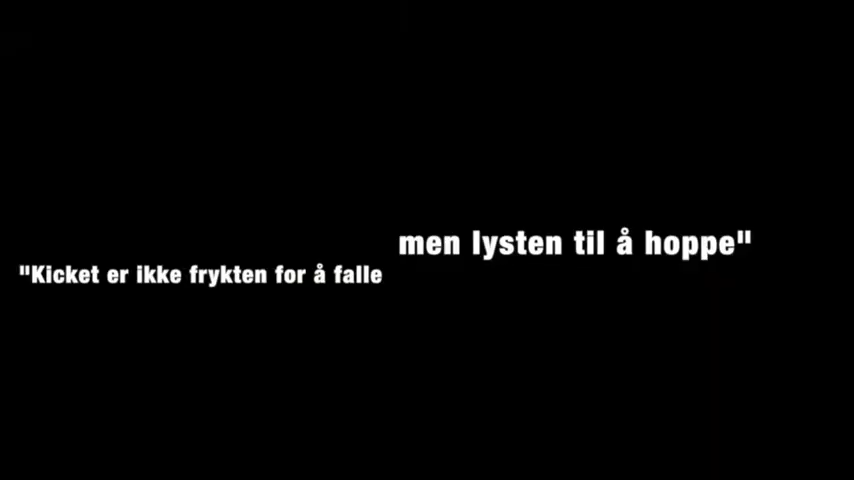 "Kicket er ikke frykten for å falle
men lysten til å hoppe"